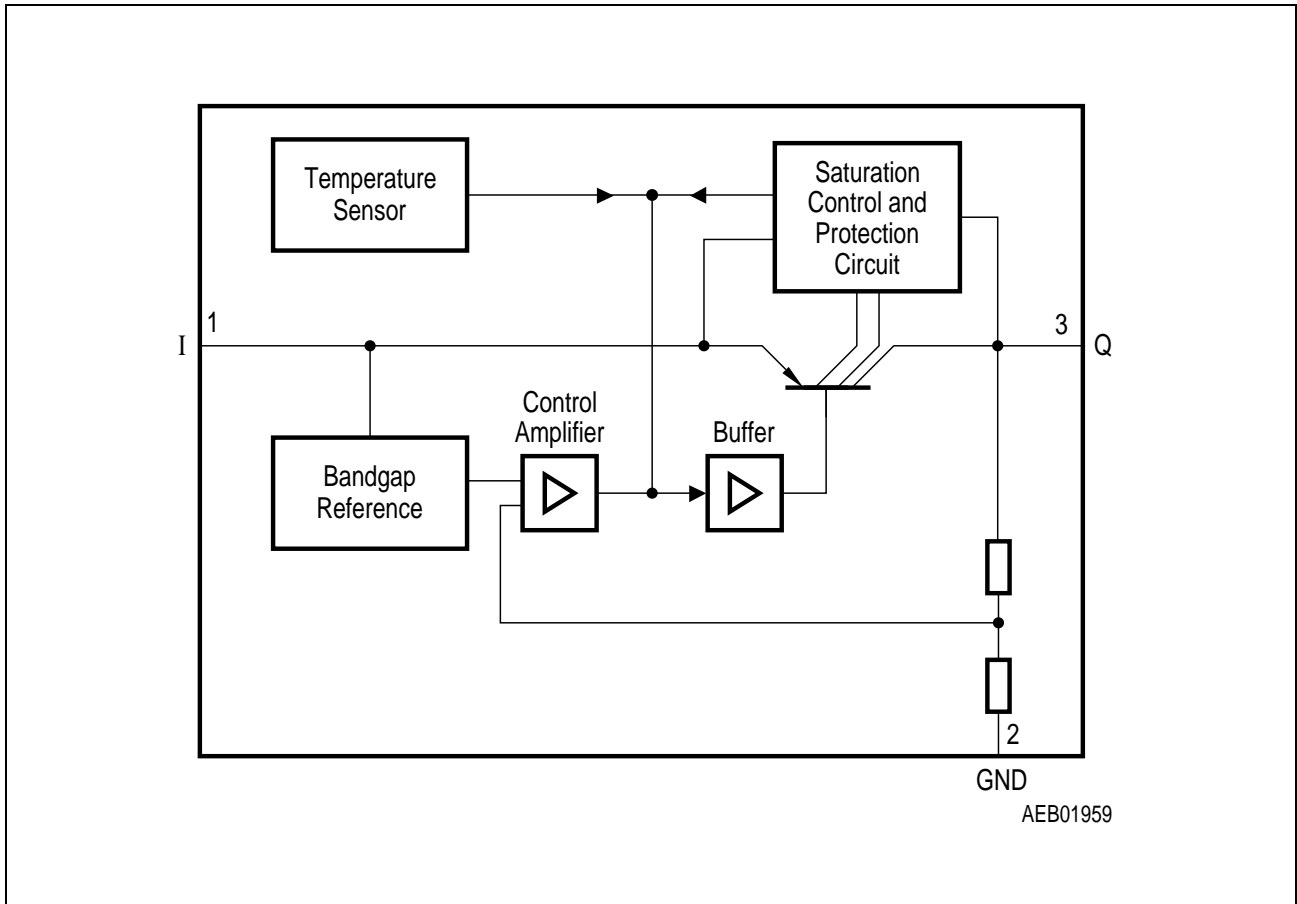 Temperature
Sensor
Saturation
Control and
Protection
Circuit
1
I
3
Q
Control
Amplifier
Buffer
Bandgap
Reference
2
GND
AEB01959